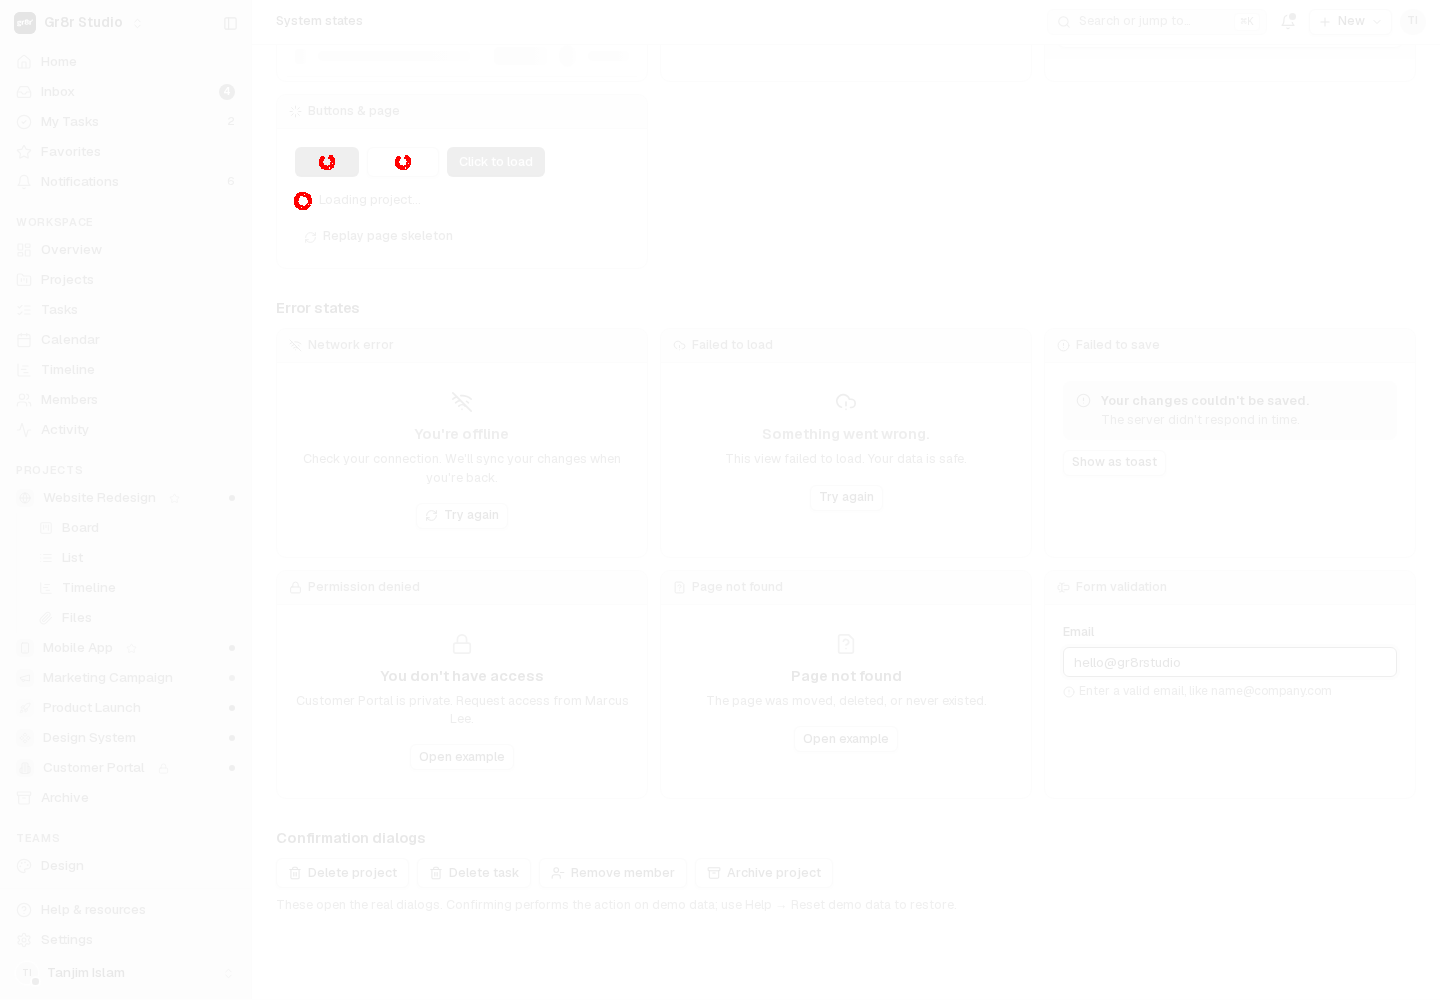 gr8r
Gr8r Studio
System states
Search or jump to...
⌘K
New
TI
Home
Inbox
4
My Tasks
2
Favorites
Notifications
6
WORKSPACE
Overview
Projects
Tasks
Calendar
Timeline
Members
Activity
PROJECTS
Website Redesign
Board
List
Timeline
Files
Mobile App
Marketing Campaign
Product Launch
Design System
Customer Portal
Archive
TEAMS
Design
Help & resources
Settings
TI
Tanjim Islam
Buttons & page
Click to load
Loading project...
Replay page skeleton
Error states
Network error
You're offline
Check your connection. We'll sync your changes when
you're back.
Try again
Failed to load
Something went wrong.
This view failed to load. Your data is safe.
Try again
Failed to save
Your changes couldn't be saved.
The server didn't respond in time.
Show as toast
Permission denied
You don't have access
Customer Portal is private. Request access from Marcus
Lee.
Open example
Page not found
Page not found
The page was moved, deleted, or never existed.
Open example
Form validation
Email
hello@gr8rstudio
Enter a valid email, like name@company.com
Confirmation dialogs
Delete project
Delete task
Remove member
Archive project
These open the real dialogs. Confirming performs the action on demo data; use Help → Reset demo data to restore.